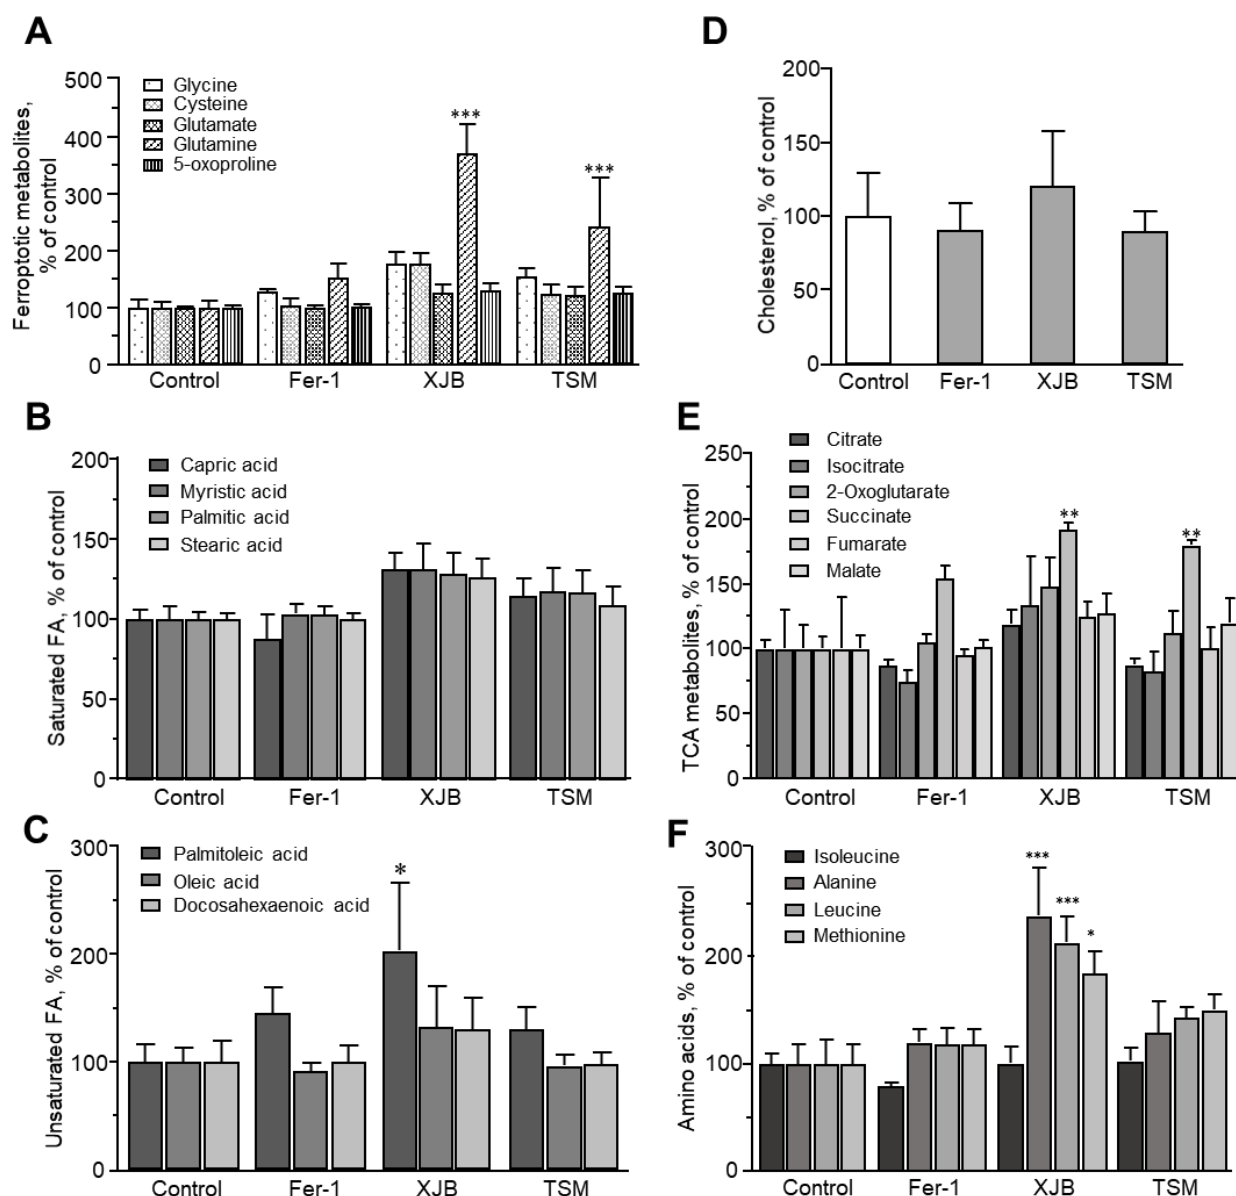 A
Ferroptotic metabolites,
% of control
500
400
300
200
100
0
Glycine
Cysteine
Glutamate
Glutamine
5-oxoproline
***
***
Control
Fer-1
XJB
TSM
B
Saturated FA, % of control
200
150
100
50
0
Capric acid
Myristic acid
Palmitic acid
Stearic acid
Control
Fer-1
XJB
TSM
C
Unsaturated FA, % of control
300
200
100
0
Palmitoleic acid
Oleic acid
Docosahexaenoic acid
*
Control
Fer-1
XJB
TSM
D
Cholesterol, % of control
200
150
100
50
0
Control
Fer-1
XJB
TSM
E
TCA metabolites, % of control
250
200
150
100
50
0
Citrate
Isocitrate
2-Oxoglutarate
Succinate
Fumarate
Malate
**
**
Control
Fer-1
XJB
TSM
F
Amino acids, % of control
300
200
100
0
Isoleucine
Alanine
Leucine
Methionine
***
***
*
Control
Fer-1
XJB
TSM